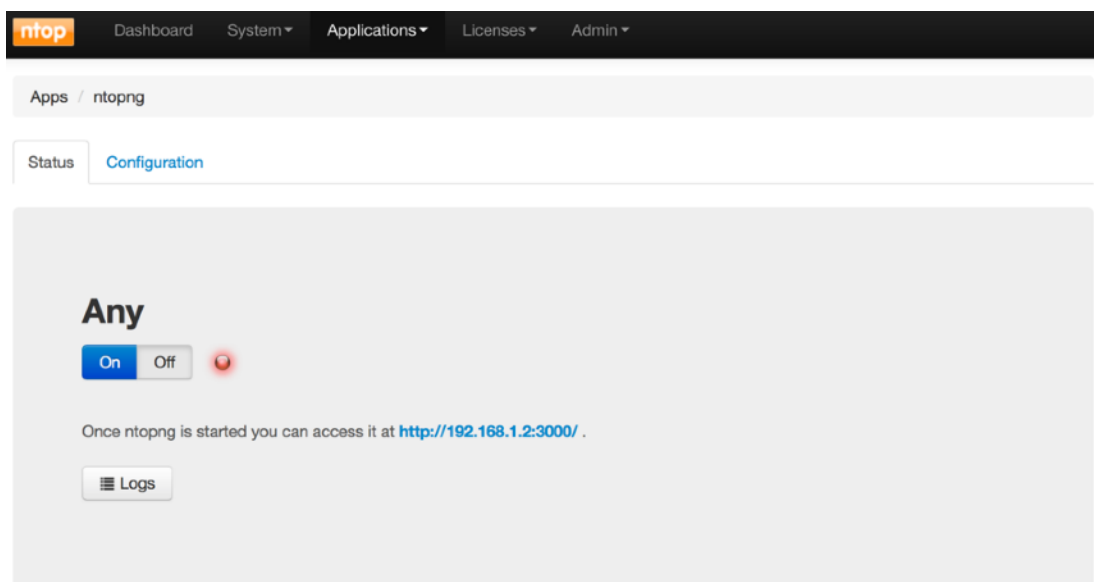 ntop Dashboard System Applications Licenses Admin
Apps / ntopng
Status Configuration
Any
On Off
Once ntopng is started you can access it at http://192.168.1.2:3000/ .
Logs